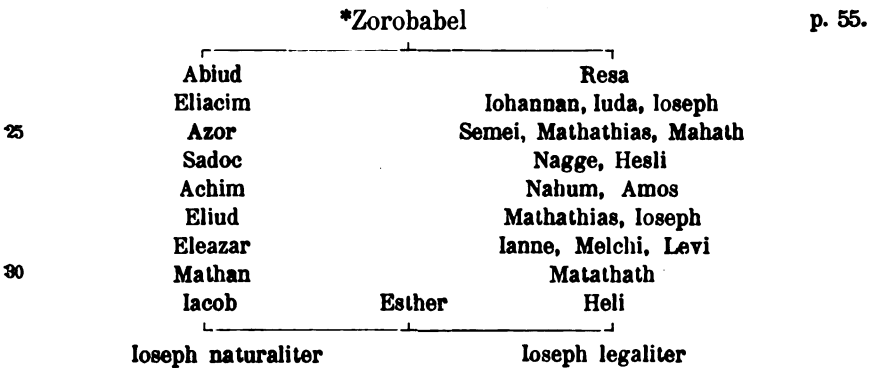 *Zorobabel p. 55.
Abiud Resa
Eliacim Iohannan, Iuda, Ioseph
25 Azor Semei, Mathathias, Mahath
Sadoc Nagge, Hesli
Achim Nahum, Amos
Eliud Mathathias, Ioseph
Eleazar Ianne, Melchi, Levi
30 Mathan Matathath
Iacob Esther Heli
Ioseph naturaliter Ioseph legaliter